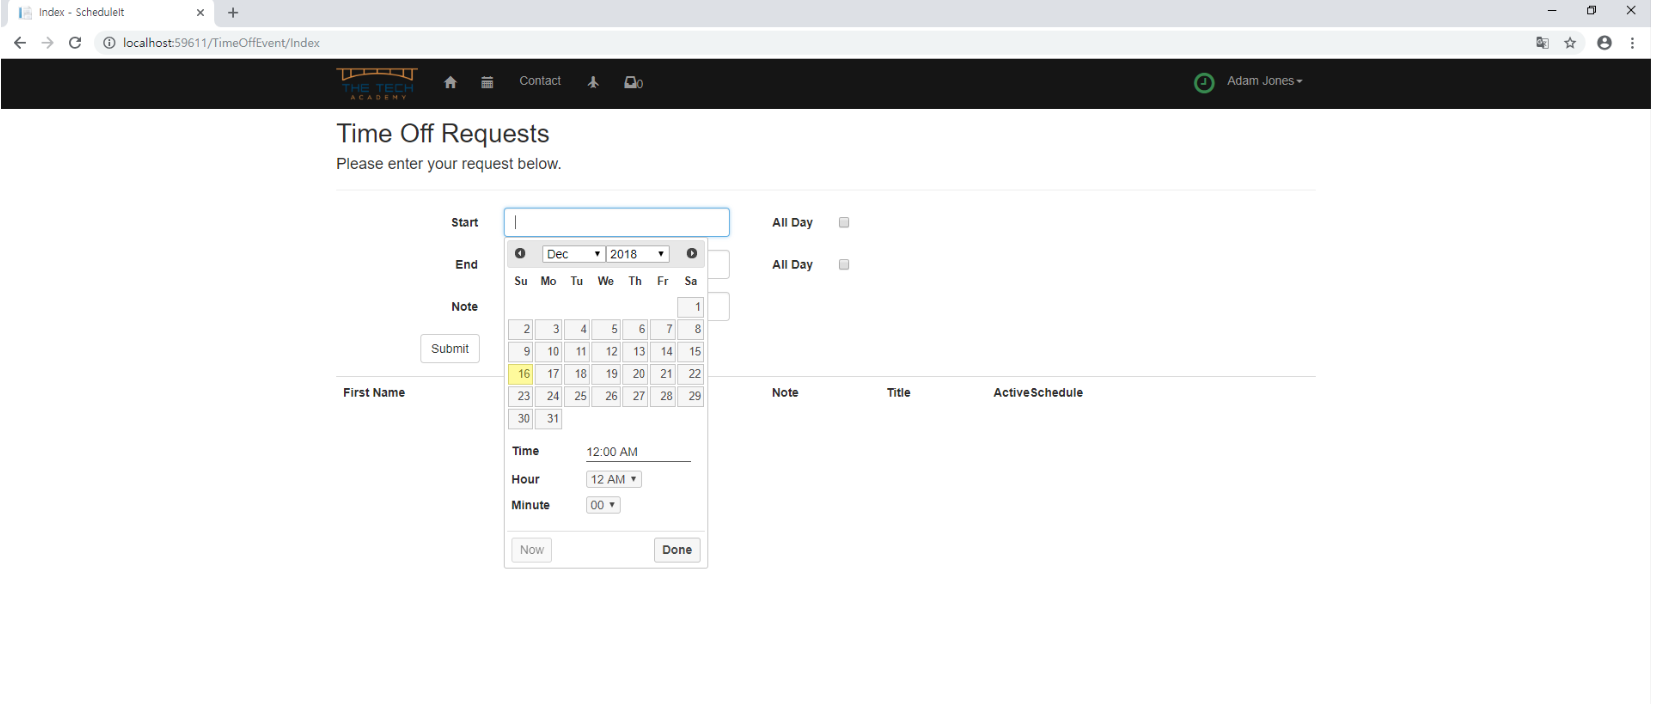 Index - ScheduleIt
localhost:59611/TimeOffEvent/Index
THE TECH
ACADEMY
Contact
0
Adam Jones
Time Off Requests
Please enter your request below.
Start
All Day
Dec 2018
End
All Day
Su Mo Tu We Th Fr Sa
Note
1
2 3 4 5 6 7 8
Submit
9 10 11 12 13 14 15
16 17 18 19 20 21 22
First Name
Note
Title
ActiveSchedule
23 24 25 26 27 28 29
30 31
Time 12:00 AM
Hour 12 AM
Minute 00
Now Done